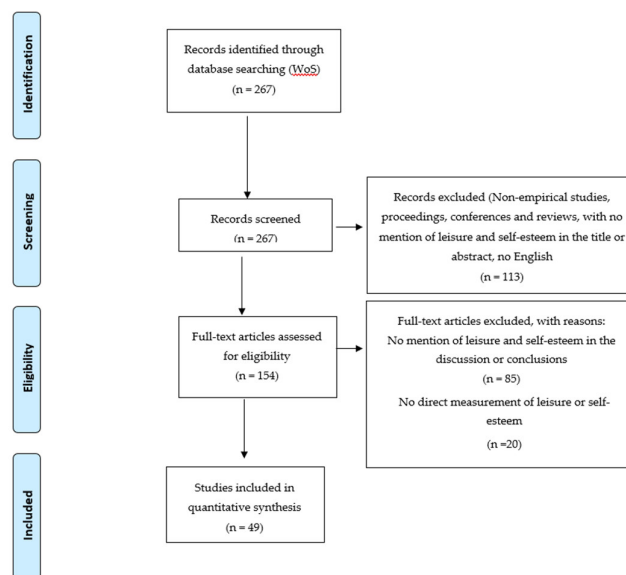 Identification
Records identified through
database searching (WoS)
(n = 267)
Screening
Records screened
(n = 267)
Records excluded (Non-empirical studies,
proceedings, conferences and reviews, with no
mention of leisure and self-esteem in the title or
abstract, no English
(n = 113)
Eligibility
Full-text articles assessed
for eligibility
(n = 154)
Full-text articles excluded, with reasons:
No mention of leisure and self-esteem in the
discussion or conclusions
(n = 85)
No direct measurement of leisure or self-
esteem
(n =20)
Included
Studies included in
quantitative synthesis
(n = 49)